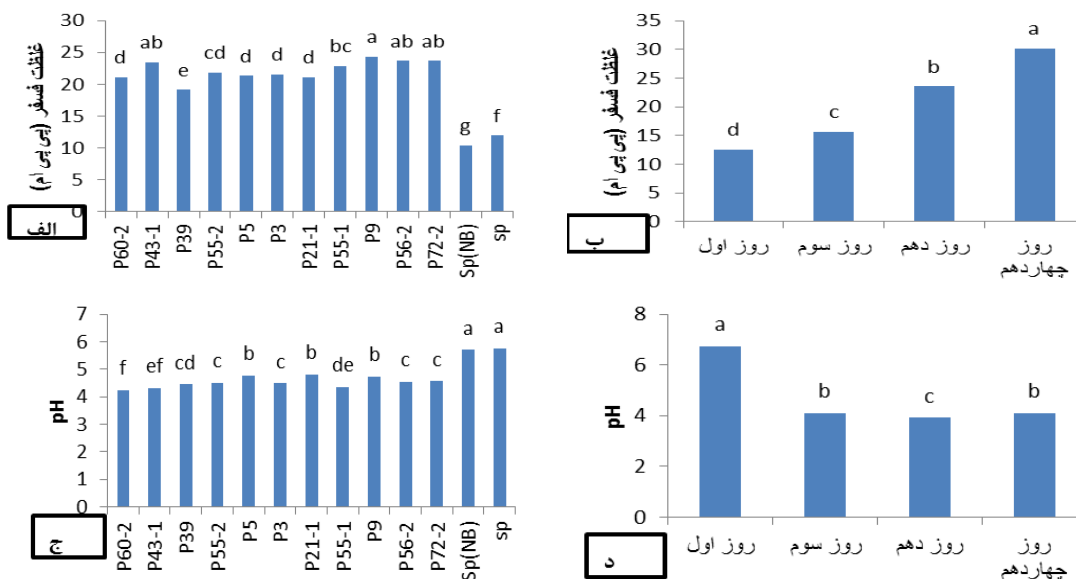 غلظت فسفر (پی پی ام)
30
25
20
15
10
5
0
d ab e cd d d d bc a ab ab g f
P60-2 P43-1 P39 P55-2 P5 P3 P21-1 P55-1 P9 P56-2 P72-2 Sp(NB) sp
الف
غلظت فسفر (پی پی ام)
35
30
25
20
15
10
5
0
d c b a
روز اول روز سوم روز دهم روز
چهاردهم
ب
pH
7
6
5
4
3
2
1
0
f ef cd c b c b de b c c a a
P60-2 P43-1 P39 P55-2 P5 P3 P21-1 P55-1 P9 P56-2 P72-2 Sp(NB) sp
ج
pH
8
6
4
2
0
a b c b
روز اول روز سوم روز دهم روز
چهاردهم
د